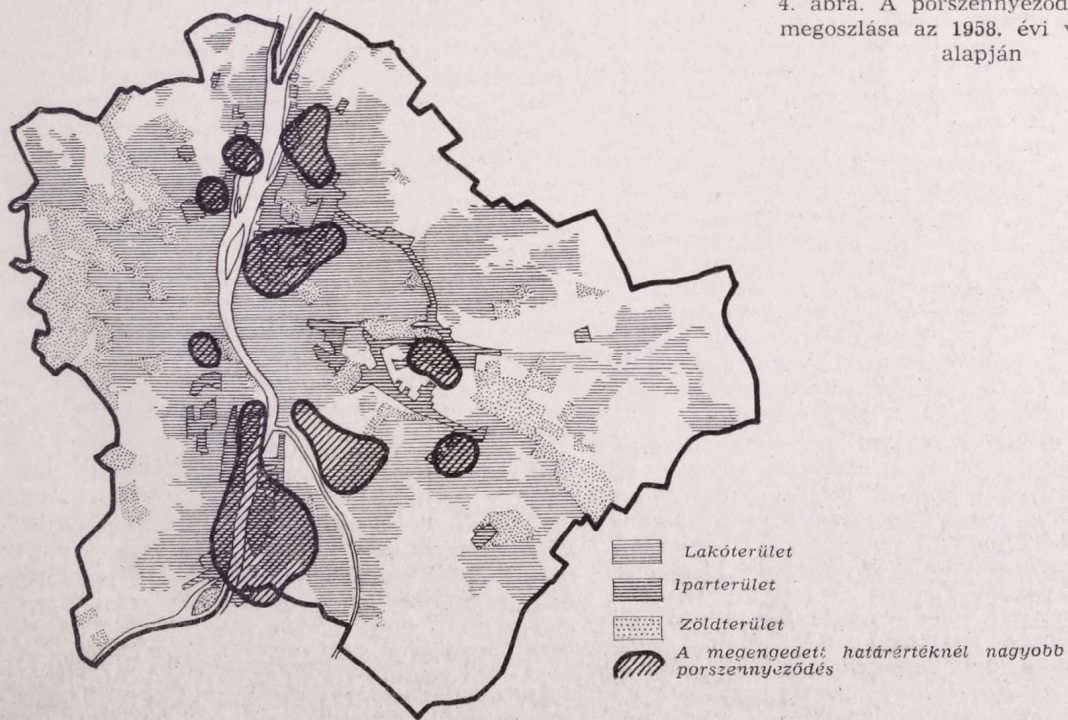 4. ábra. A porszennyeződ
megoszlása az 1958. évi v
alapján
Lakóterület
Iparterület
Zöldterület
A megengedett határértéknél nagyobb
porszennyeződés